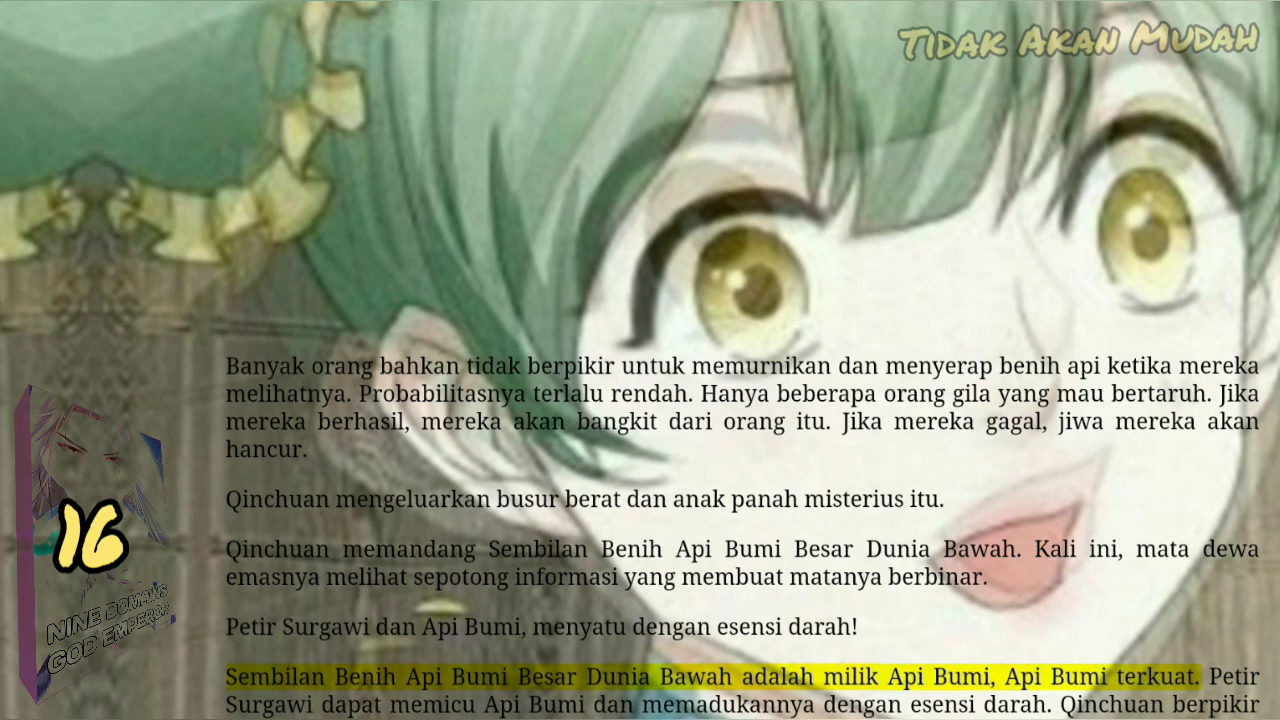 Tidak Akan Mudah
Banyak orang bahkan tidak berpikir untuk memurnikan dan menyerap benih api ketika mereka
melihatnya. Probabilitasnya terlalu rendah. Hanya beberapa orang gila yang mau bertaruh. Jika
mereka berhasil, mereka akan bangkit dari orang itu. Jika mereka gagal, jiwa mereka akan
hancur.
Qinchuan mengeluarkan busur berat dan anak panah misterius itu.
Qinchuan memandang Sembilan Benih Api Bumi Besar Dunia Bawah. Kali ini, mata dewa
emasnya melihat sepotong informasi yang membuat matanya berbinar.
Petir Surgawi dan Api Bumi, menyatu dengan esensi darah!
Sembilan Benih Api Bumi Besar Dunia Bawah adalah milik Api Bumi, Api Bumi terkuat. Petir
Surgawi dapat memicu Api Bumi dan memadukannya dengan esensi darah. Qinchuan berpikir
16
NINE DOMAINS
GOD EMPEROR